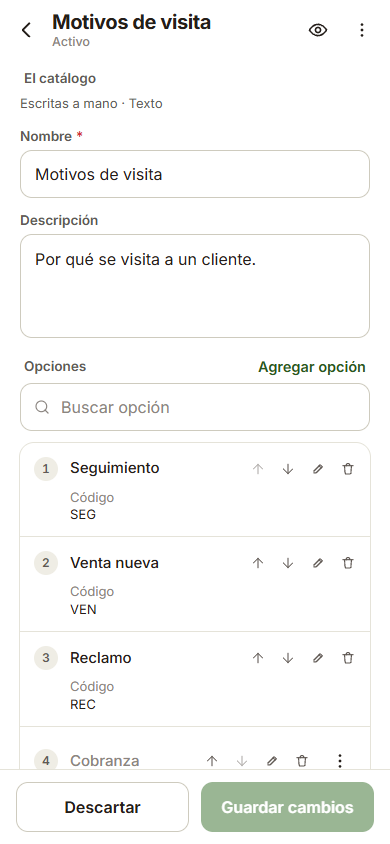 Motivos de visita
Activo
El catálogo
Escritas a mano · Texto
Nombre *
Motivos de visita
Descripción
Por qué se visita a un cliente.
Opciones
Agregar opción
Buscar opción
1 Seguimiento
Código
SEG
2 Venta nueva
Código
VEN
3 Reclamo
Código
REC
4 Cobranza
Descartar
Guardar cambios